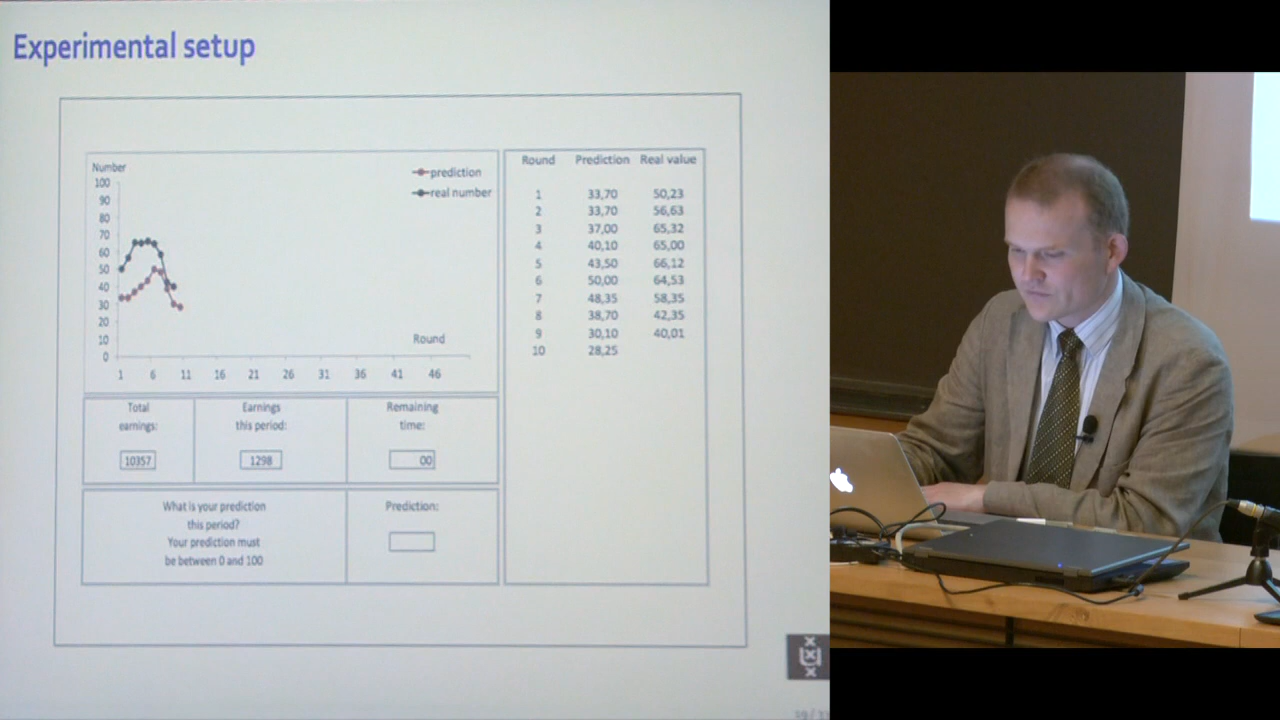 Experimental setup
Number
100
90
80
70
60
50
40
30
20
10
0
prediction
real number
Round
1 6 11 16 21 26 31 36 41 46
Round Prediction Real value
1 33,70 50,23
2 33,70 56,63
3 37,00 65,32
4 40,10 65,00
5 43,50 66,12
6 50,00 64,53
7 48,35 58,35
8 38,70 42,35
9 30,10 40,01
10 28,25
Total
earnings:
10357
Earnings
this period:
1298
Remaining
time:
00
What is your prediction
this period?
Your prediction must
be between 0 and 100
Prediction: